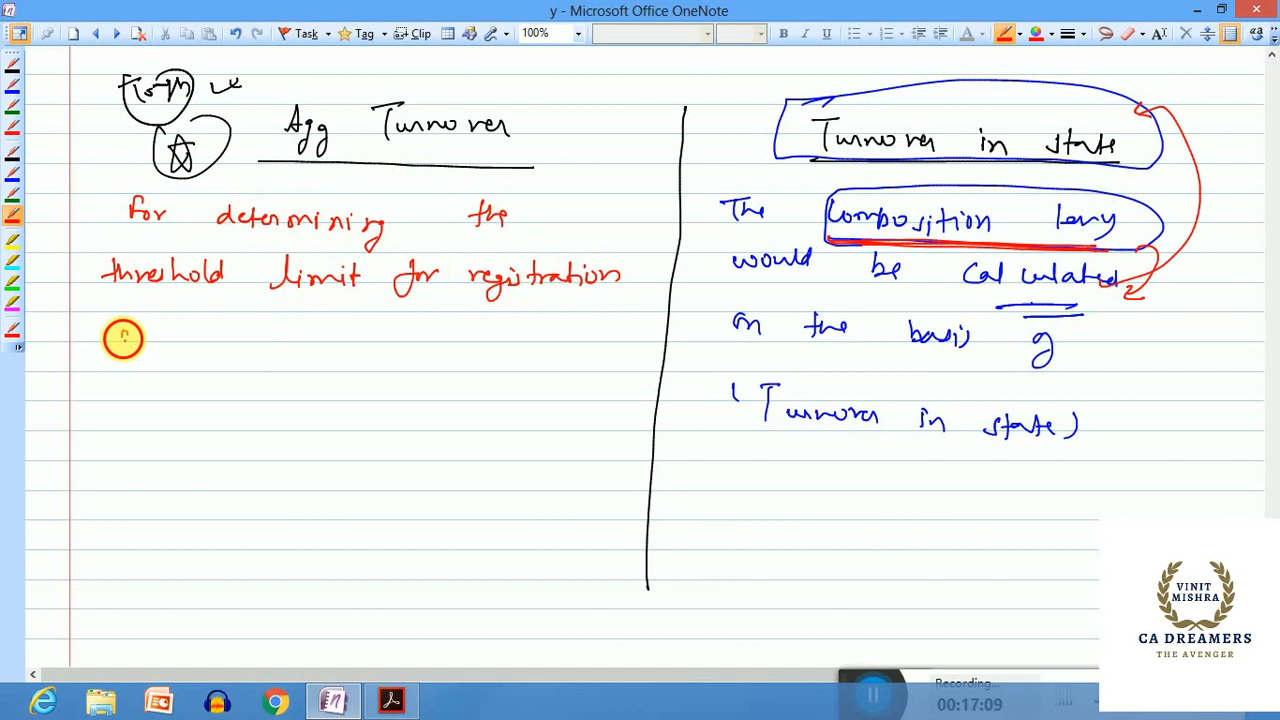 y - Microsoft Office OneNote
Task
Tag
Clip
100%
B I U
Agg Turnover
For determining the
threshold limit for registration
Turnover in state
The Composition levy
would be Calculated
on the basis of
(Turnover in state)
VINIT
MISHRA
CA DREAMERS
THE AVENGER
Recording...
00:17:09